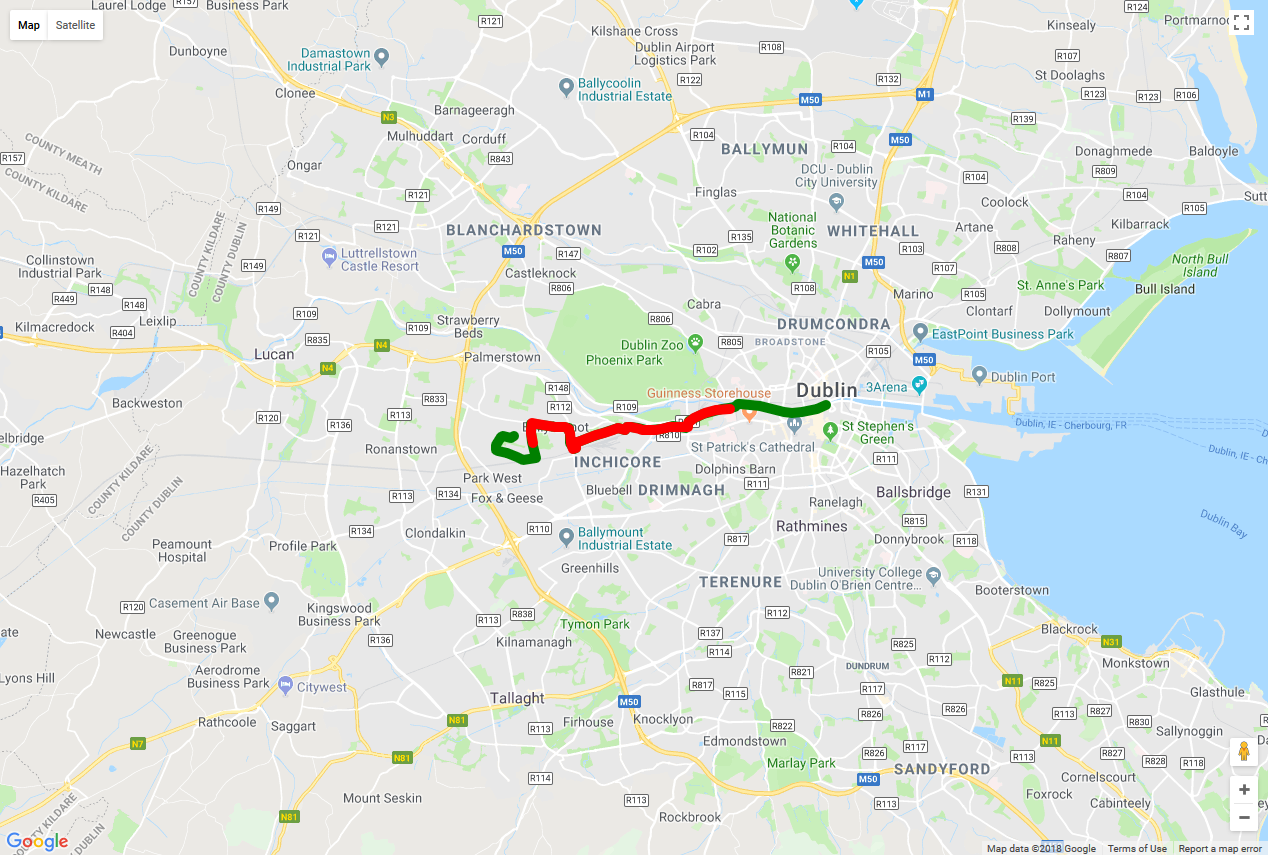 Laurel Lodge
R157
Business Park
Map
Satellite
R121
Kilshane Cross
Kinsealy
R124
Portmarno
Dunboyne
Damastown
Industrial Park
Dublin Airport
Logistics Park
R108
R107
St Doolaghs
Clonee
Ballycoolin
Industrial Estate
R122
R132
M50
M1
R123
R123
R106
N3
Barnageeragh
Mulhuddart
Corduff
R104
BALLYMUN
M50
R104
R139
Donaghmede
Baldoyle
R157
COUNTY MEATH
COUNTY KILDARE
Ongar
R843
R121
DCU - Dublin
City University
Finglas
R104
R809
R104
Coolock
R105
Sutt
R149
COUNTY KILDARE
COUNTY DUBLIN
R121
R121
BLANCHARDSTOWN
M50
R147
R135
R102
National
Botanic
Gardens
WHITEHALL
R103
Artane
R808
Raheny
Kilbarrack
R807
Collinstown
Industrial Park
R149
Luttrellstown
Castle Resort
Castleknock
R806
M50
N1
R107
North Bull
Island
Bull Island
R449
R148
R148
Leixlip
R108
Marino
R105
St. Anne's Park
Clontarf
Dollymount
Kilmacredock
R404
R109
R835
R109
Strawberry
Beds
R806
Cabra
Dublin Zoo
Phoenix Park
R805
DRUMCONDRA
BROADSTONE
R105
EastPoint Business Park
M50
Lucan
N4
N4
Palmerstown
Dublin Port
Backweston
R833
R148
R112
R109
Guinness Storehouse
Dublin
3Arena
R120
R136
R113
R810
St Stephen's
Green
Dublin, IE - Cherbourg, FR
elbridge
Ronanstown
INCHICORE
St Patrick's Cathedral
R111
Dublin, IE - C
Hazelhatch
Park
R405
COUNTY KILDARE
COUNTY DUBLIN
R113
R134
Park West
Fox & Geese
Bluebell
DRIMNAGH
Dolphins Barn
R111
Ranelagh
Ballsbridge
R131
R134
Clondalkin
R110
Ballymount
Industrial Estate
Rathmines
R815
Donnybrook
R118
Dublin Bay
Peamount
Hospital
Profile Park
R817
Greenhills
TERENURE
University College
Dublin O'Brien Centre...
Booterstown
R120
Casement Air Base
Kingswood
Business Park
R113
R838
Tymon Park
R112
Blackrock
N31
Newcastle
Greenogue
Business Park
R136
Kilnamanagh
R137
R114
R825
R112
Monkstown
Lyons Hill
Aerodrome
Business Park
Citywest
Tallaght
M50
R817
R115
R821
DUNDRUM
R117
N11
R825
Glasthule
Rathcoole
Saggart
N81
R113
Firhouse
Knocklyon
R822
R826
R826
R113
R827
R830
Sallynoggin
N7
N81
Edmondstown
Marlay Park
R826
R117
N11
R113
R827
R828
R118
Mount Seskin
R114
R113
M50
SANDYFORD
R113
Cornelscourt
Foxrock
Cabinteely
N81
Rockbrook
COUNTY KILDARE
COUNTY DUBLIN
Google
Map data ©2018 Google
Terms of Use
Report a map error